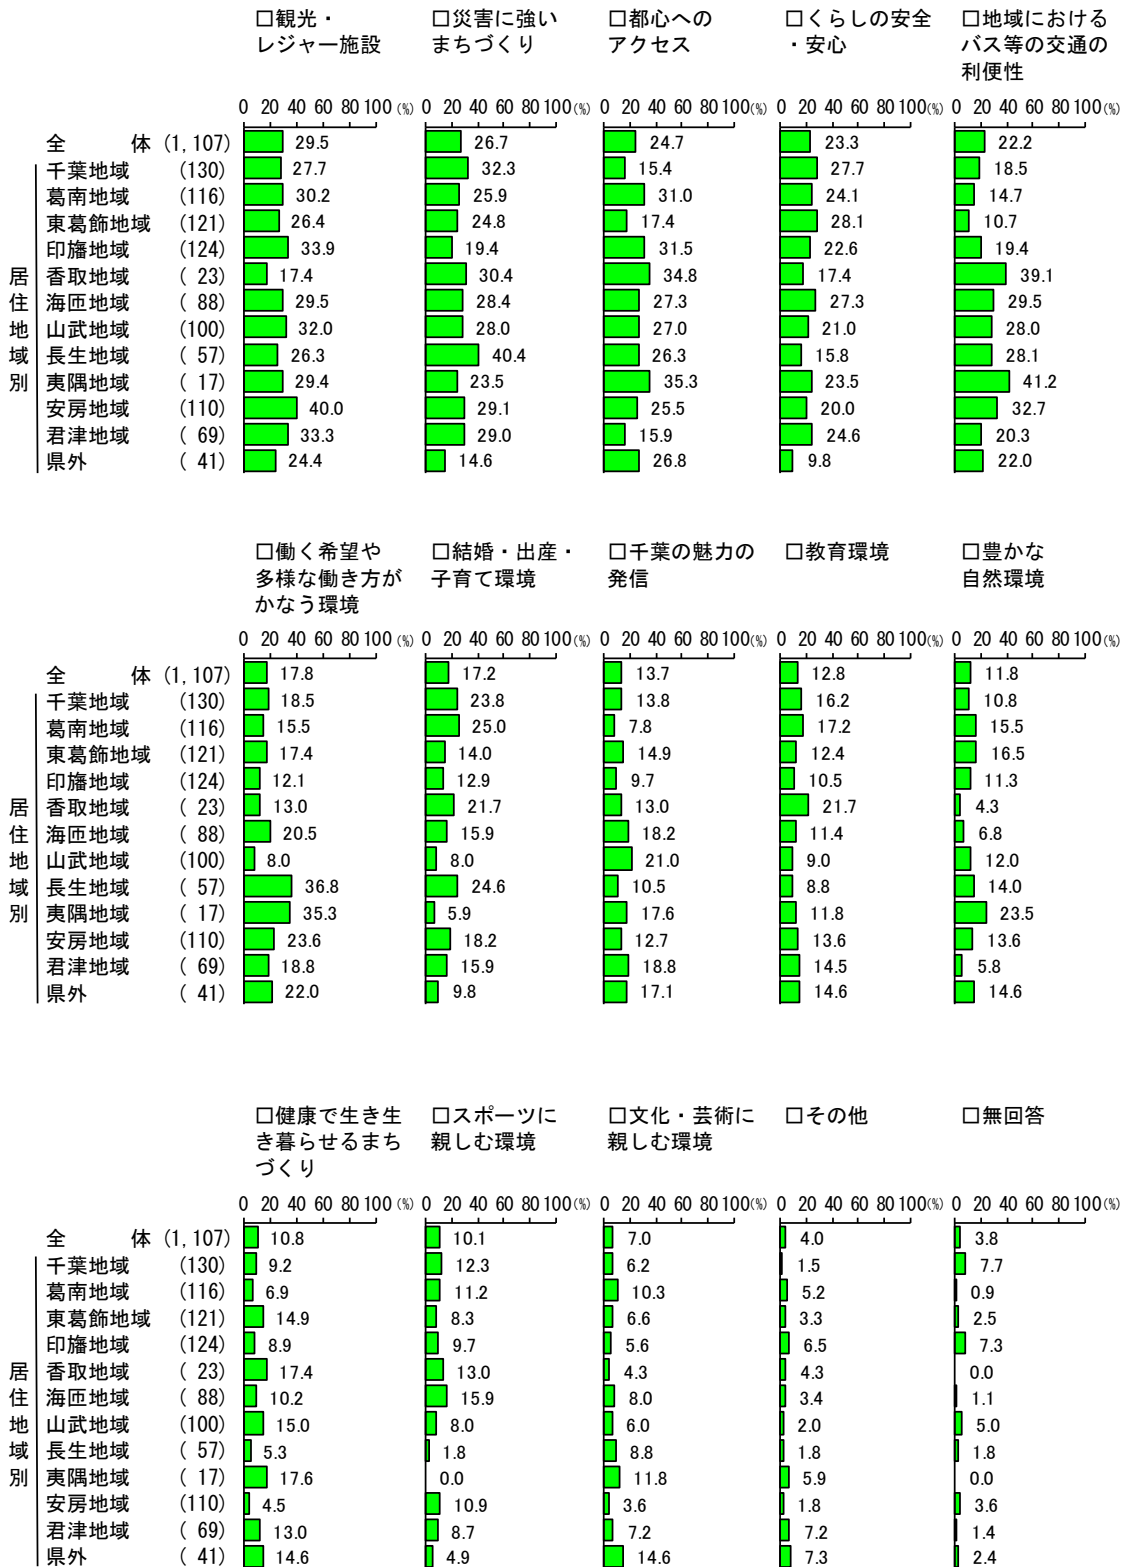 □観光・
レジャー施設
□災害に強い
まちづくり
□都心への
アクセス
□くらしの安全
・安心
□地域における
バス等の交通の
利便性
0 20 40 60 80 100(%) 0 20 40 60 80 100(%) 0 20 40 60 80 100(%) 0 20 40 60 80 100(%) 0 20 40 60 80 100(%)
全 体 (1,107) 29.5 26.7 24.7 23.3 22.2
千葉地域 (130) 27.7 32.3 15.4 27.7 18.5
葛南地域 (116) 30.2 25.9 31.0 24.1 14.7
東葛飾地域 (121) 26.4 24.8 17.4 28.1 10.7
印旛地域 (124) 33.9 19.4 31.5 22.6 19.4
居 香取地域 ( 23) 17.4 30.4 34.8 17.4 39.1
住 海匝地域 ( 88) 29.5 28.4 27.3 27.3 29.5
地 山武地域 (100) 32.0 28.0 27.0 21.0 28.0
域 長生地域 ( 57) 26.3 40.4 26.3 15.8 28.1
別 夷隅地域 ( 17) 29.4 23.5 35.3 23.5 41.2
安房地域 (110) 40.0 29.1 25.5 20.0 32.7
君津地域 ( 69) 33.3 29.0 15.9 24.6 20.3
県外 ( 41) 24.4 14.6 26.8 9.8 22.0
□働く希望や
多様な働き方が
かなう環境
□結婚・出産・
子育て環境
□千葉の魅力の
発信
□教育環境
□豊かな
自然環境
0 20 40 60 80 100(%) 0 20 40 60 80 100(%) 0 20 40 60 80 100(%) 0 20 40 60 80 100(%) 0 20 40 60 80 100(%)
全 体 (1,107) 17.8 17.2 13.7 12.8 11.8
千葉地域 (130) 18.5 23.8 13.8 16.2 10.8
葛南地域 (116) 15.5 25.0 7.8 17.2 15.5
東葛飾地域 (121) 17.4 14.0 14.9 12.4 16.5
印旛地域 (124) 12.1 12.9 9.7 10.5 11.3
居 香取地域 ( 23) 13.0 21.7 13.0 21.7 4.3
住 海匝地域 ( 88) 20.5 15.9 18.2 11.4 6.8
地 山武地域 (100) 8.0 8.0 21.0 9.0 12.0
域 長生地域 ( 57) 36.8 24.6 10.5 8.8 14.0
別 夷隅地域 ( 17) 35.3 5.9 17.6 11.8 23.5
安房地域 (110) 23.6 18.2 12.7 13.6 13.6
君津地域 ( 69) 18.8 15.9 18.8 14.5 5.8
県外 ( 41) 22.0 9.8 17.1 14.6 14.6
□健康で生き生
き暮らせるまち
づくり
□スポーツに
親しむ環境
□文化・芸術に
親しむ環境
□その他
□無回答
0 20 40 60 80 100(%) 0 20 40 60 80 100(%) 0 20 40 60 80 100(%) 0 20 40 60 80 100(%) 0 20 40 60 80 100(%)
全 体 (1,107) 10.8 10.1 7.0 4.0 3.8
千葉地域 (130) 9.2 12.3 6.2 1.5 7.7
葛南地域 (116) 6.9 11.2 10.3 5.2 0.9
東葛飾地域 (121) 14.9 8.3 6.6 3.3 2.5
印旛地域 (124) 8.9 9.7 5.6 6.5 7.3
居 香取地域 ( 23) 17.4 13.0 4.3 4.3 0.0
住 海匝地域 ( 88) 10.2 15.9 8.0 3.4 1.1
地 山武地域 (100) 15.0 8.0 6.0 2.0 5.0
域 長生地域 ( 57) 5.3 1.8 8.8 1.8 1.8
別 夷隅地域 ( 17) 17.6 0.0 11.8 5.9 0.0
安房地域 (110) 4.5 10.9 3.6 1.8 3.6
君津地域 ( 69) 13.0 8.7 7.2 7.2 1.4
県外 ( 41) 14.6 4.9 14.6 7.3 2.4